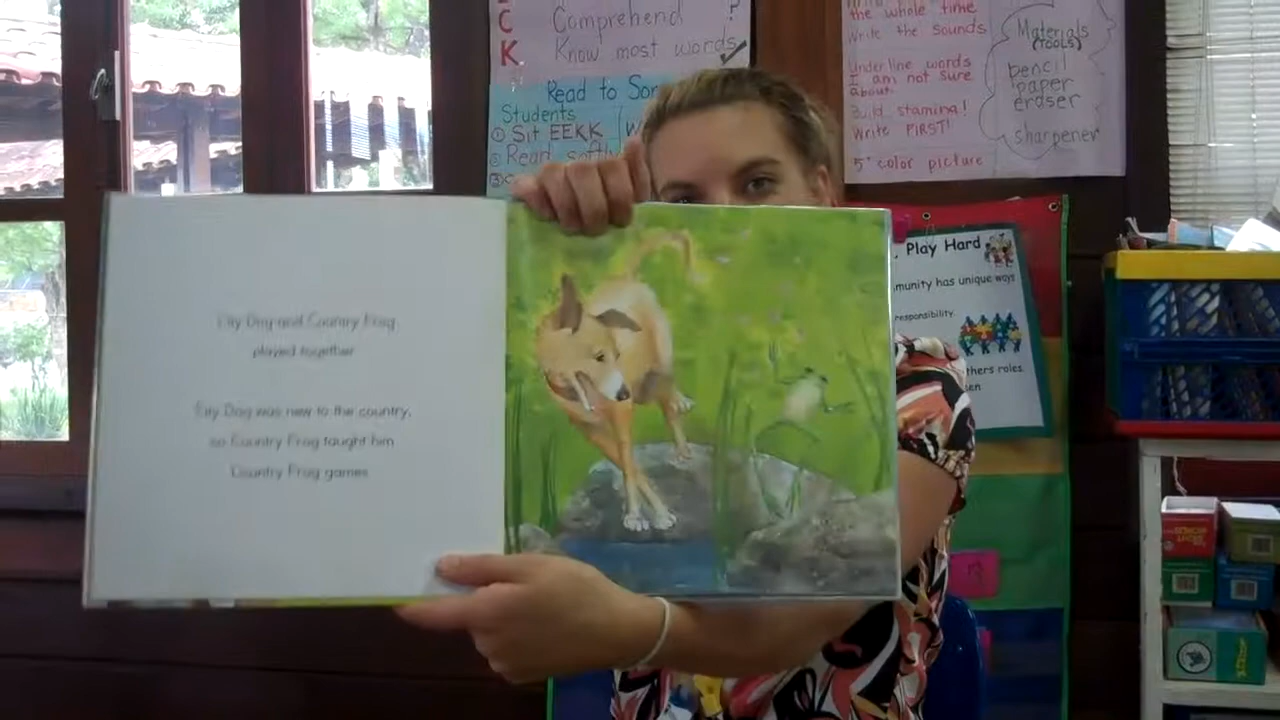 C Comprehend ?
K. Know most words
Read to
Students
① Sit EEKK
② Read softly
③
the whole time
Write the sounds
Underline words
I am not sure
about.
Build stamina!
Write FIRST!
5* color picture
Materials
(TOOLS)
pencil
paper
eraser
sharpener
City Dog and Country Frog
played together.
City Dog was new to the country,
so Country Frog taught him
Country Frog games.
, Play Hard
munity has unique ways
responsibility.
thers roles.